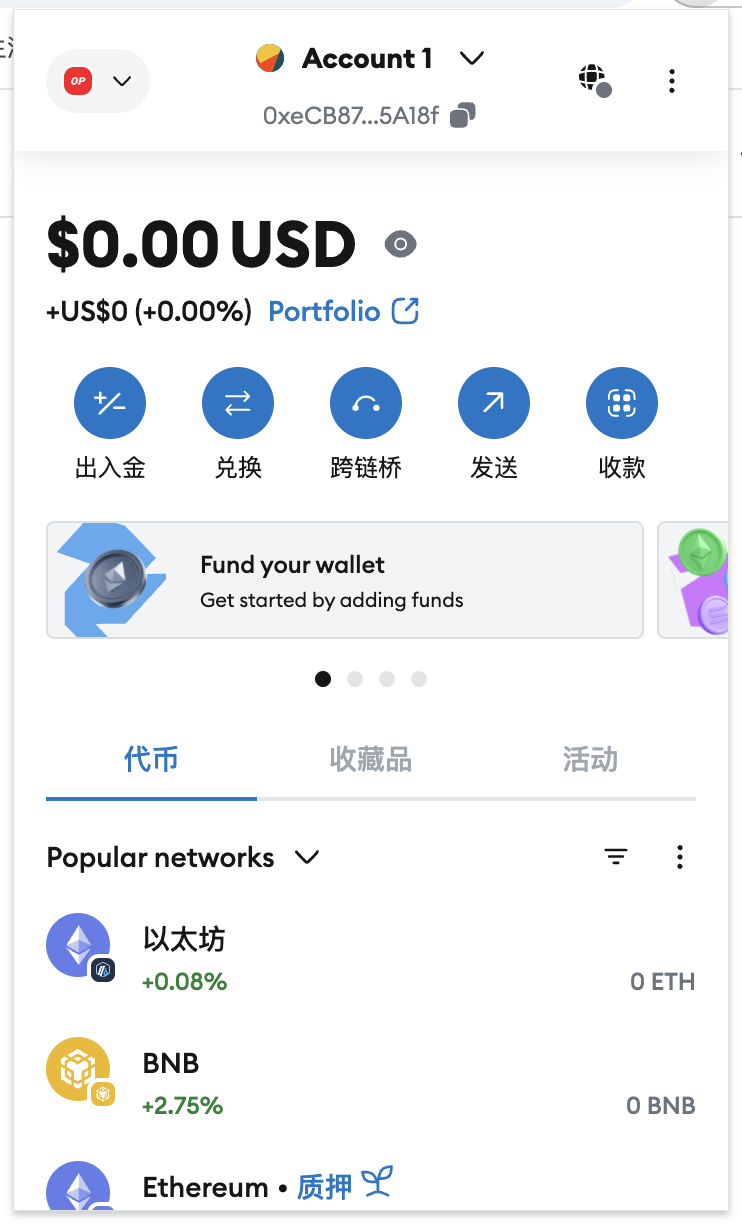 OP
Account 1
0xeCB87...5A18f
$0.00 USD
+US$0 (+0.00%) Portfolio
出入金 兑换 跨链桥 发送 收款
Fund your wallet
Get started by adding funds
代币 收藏品 活动
Popular networks
以太坊
+0.08% 0 ETH
BNB
+2.75% 0 BNB
Ethereum • 质押